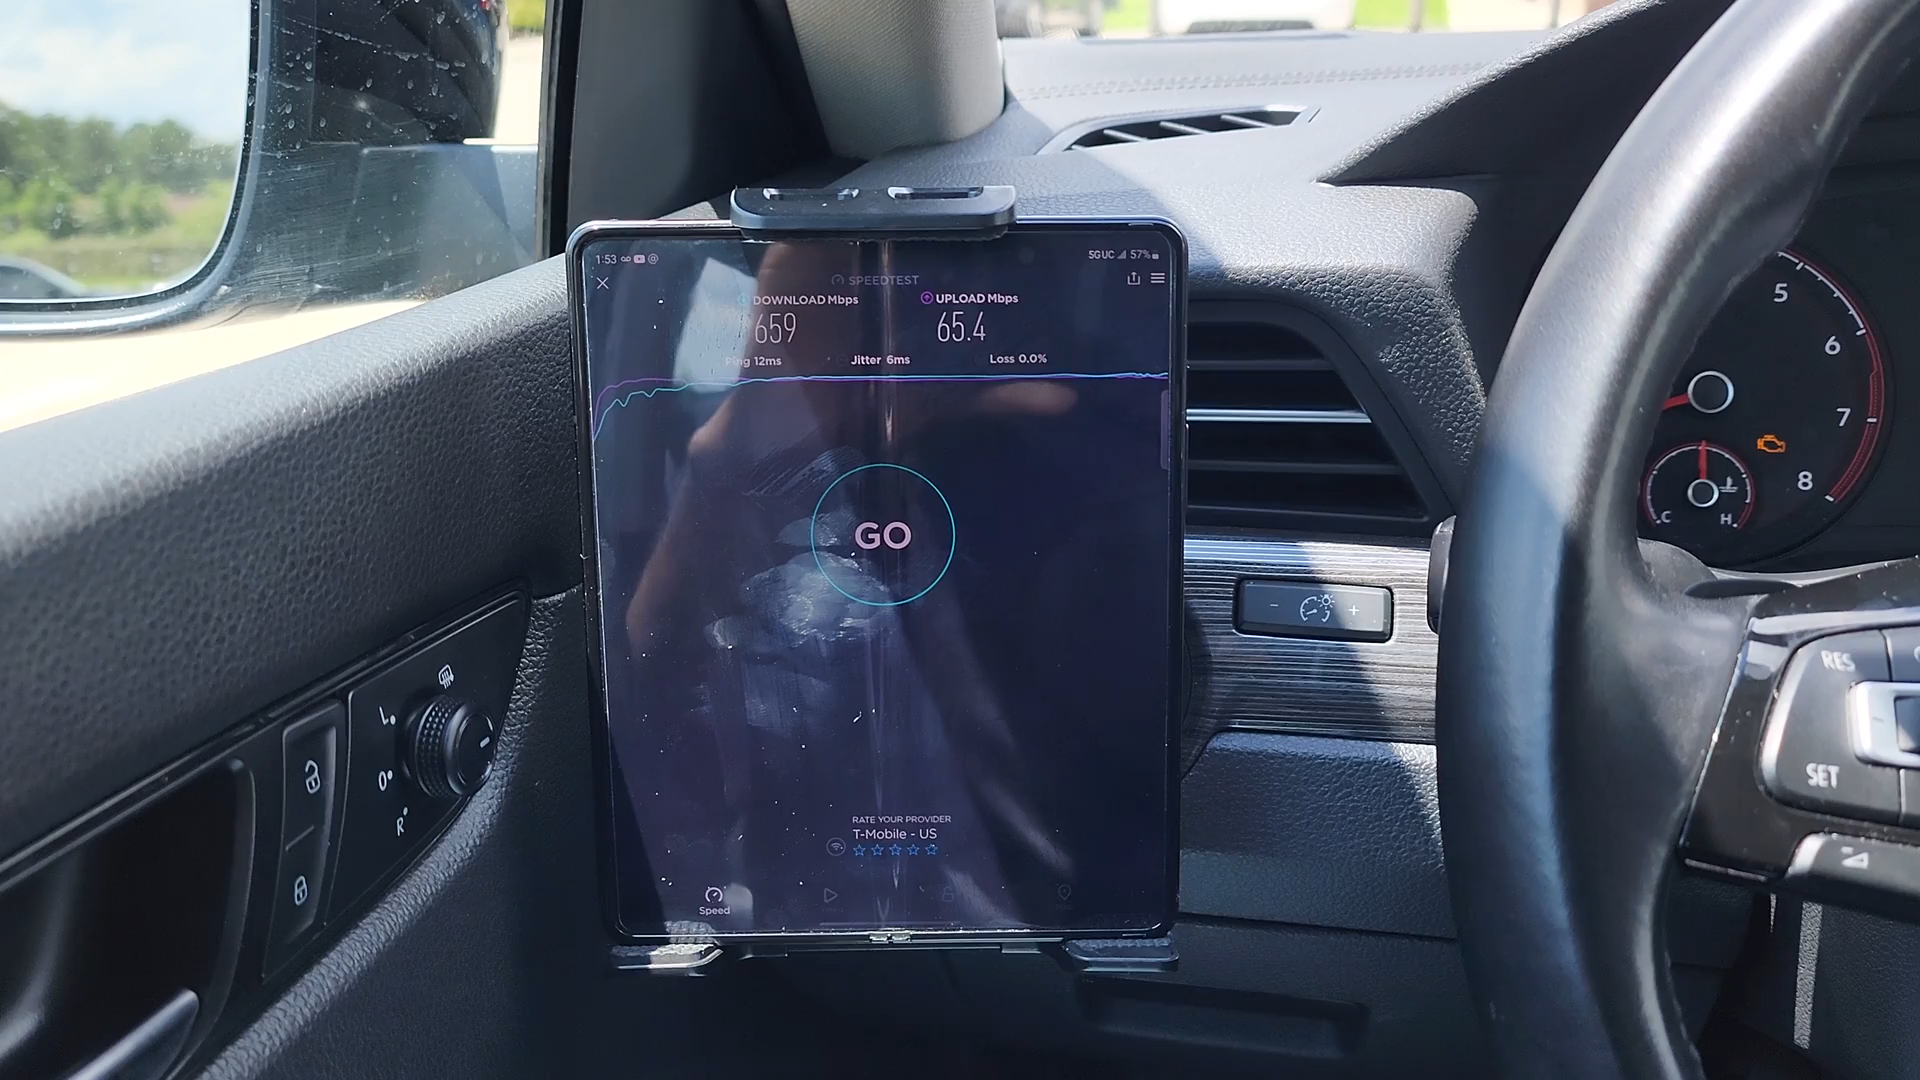 1:53
5G UC 57%
SPEEDTEST
DOWNLOAD Mbps
UPLOAD Mbps
659
65.4
Ping 12ms
Jitter 6ms
Loss 0.0%
GO
RATE YOUR PROVIDER
T-Mobile - US
Speed
5
6
7
8
C
H
- +
RES
SET
L
0
R